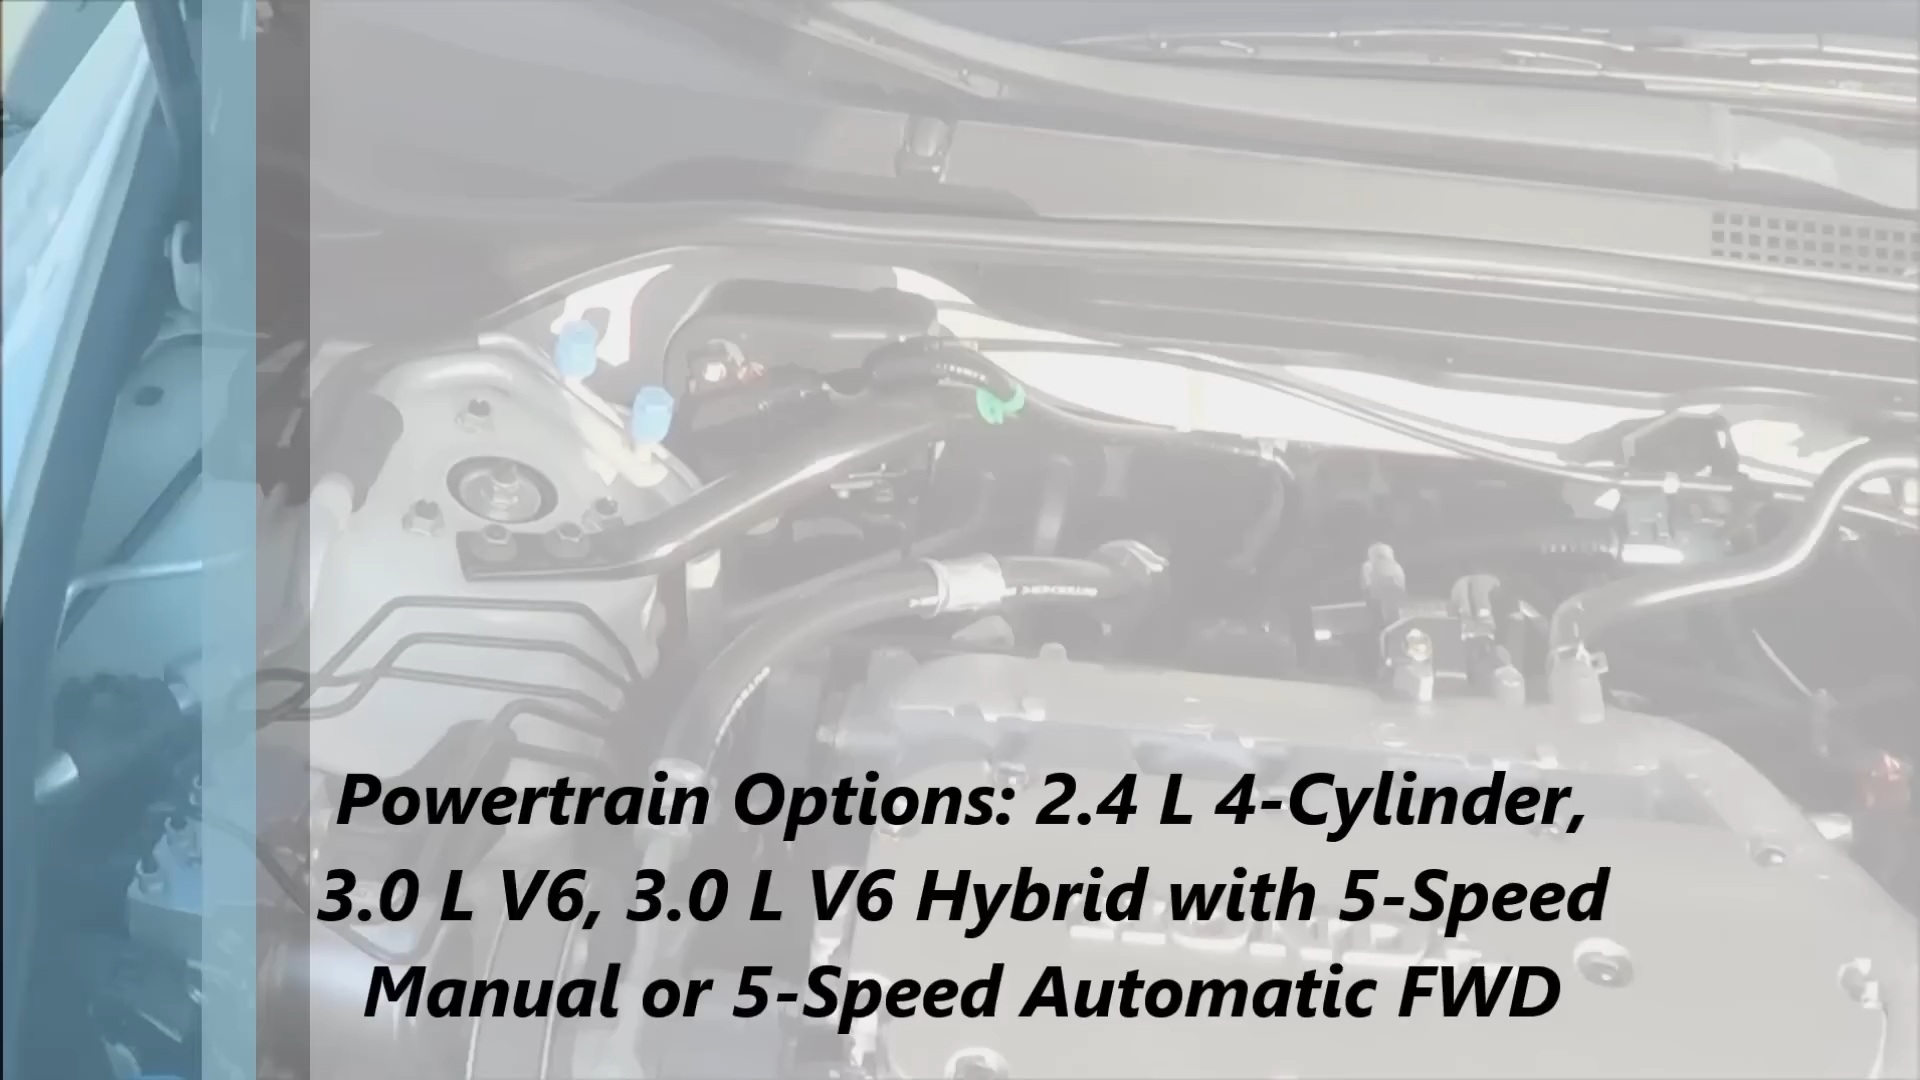 Powertrain Options: 2.4 L 4-Cylinder,
3.0 L V6, 3.0 L V6 Hybrid with 5-Speed
Manual or 5-Speed Automatic FWD